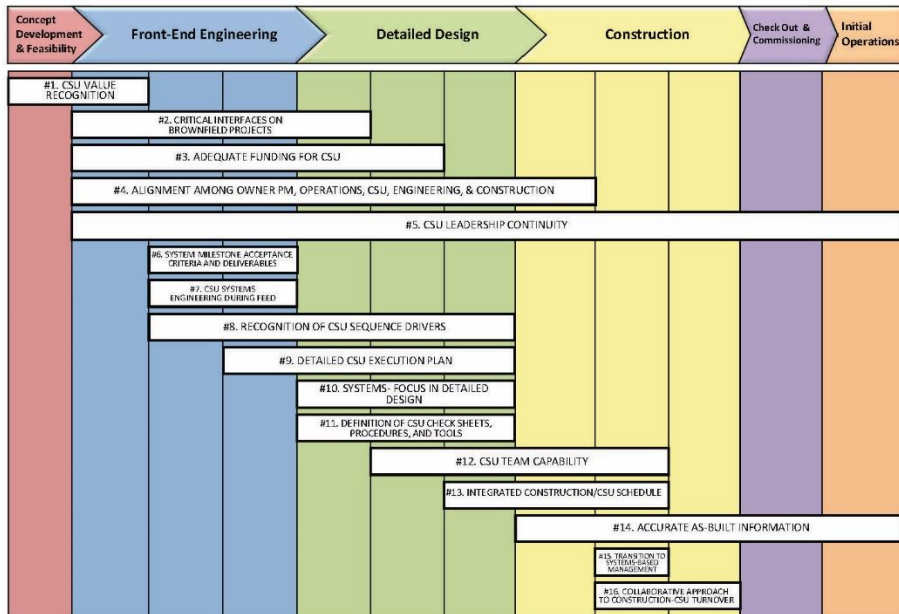 Concept
Development
& Feasibility
Front-End Engineering
Detailed Design
Construction
Check Out &
Commissioning
Initial
Operations
#1. CSU VALUE
RECOGNITION
#2. CRITICAL INTERFACES ON
BROWNFIELD PROJECTS
#3. ADEQUATE FUNDING FOR CSU
#4. ALIGNMENT AMONG OWNER PM, OPERATIONS, CSU, ENGINEERING, & CONSTRUCTION
#5. CSU LEADERSHIP CONTINUITY
#6. SYSTEM MILESTONE ACCEPTANCE
CRITERIA AND DELIVERABLES
#7. CSU SYSTEMS
ENGINEERING DURING FEED
#8. RECOGNITION OF CSU SEQUENCE DRIVERS
#9. DETAILED CSU EXECUTION PLAN
#10. SYSTEMS- FOCUS IN DETAILED
DESIGN
#11. DEFINITION OF CSU CHECK SHEETS,
PROCEDURES, AND TOOLS
#12. CSU TEAM CAPABILITY
#13. INTEGRATED CONSTRUCTION/CSU SCHEDULE
#14. ACCURATE AS-BUILT INFORMATION
#15. TRANSITION TO
SYSTEMS-BASED
MANAGEMENT
#16. COLLABORATIVE APPROACH
TO CONSTRUCTION-CSU TURNOVER